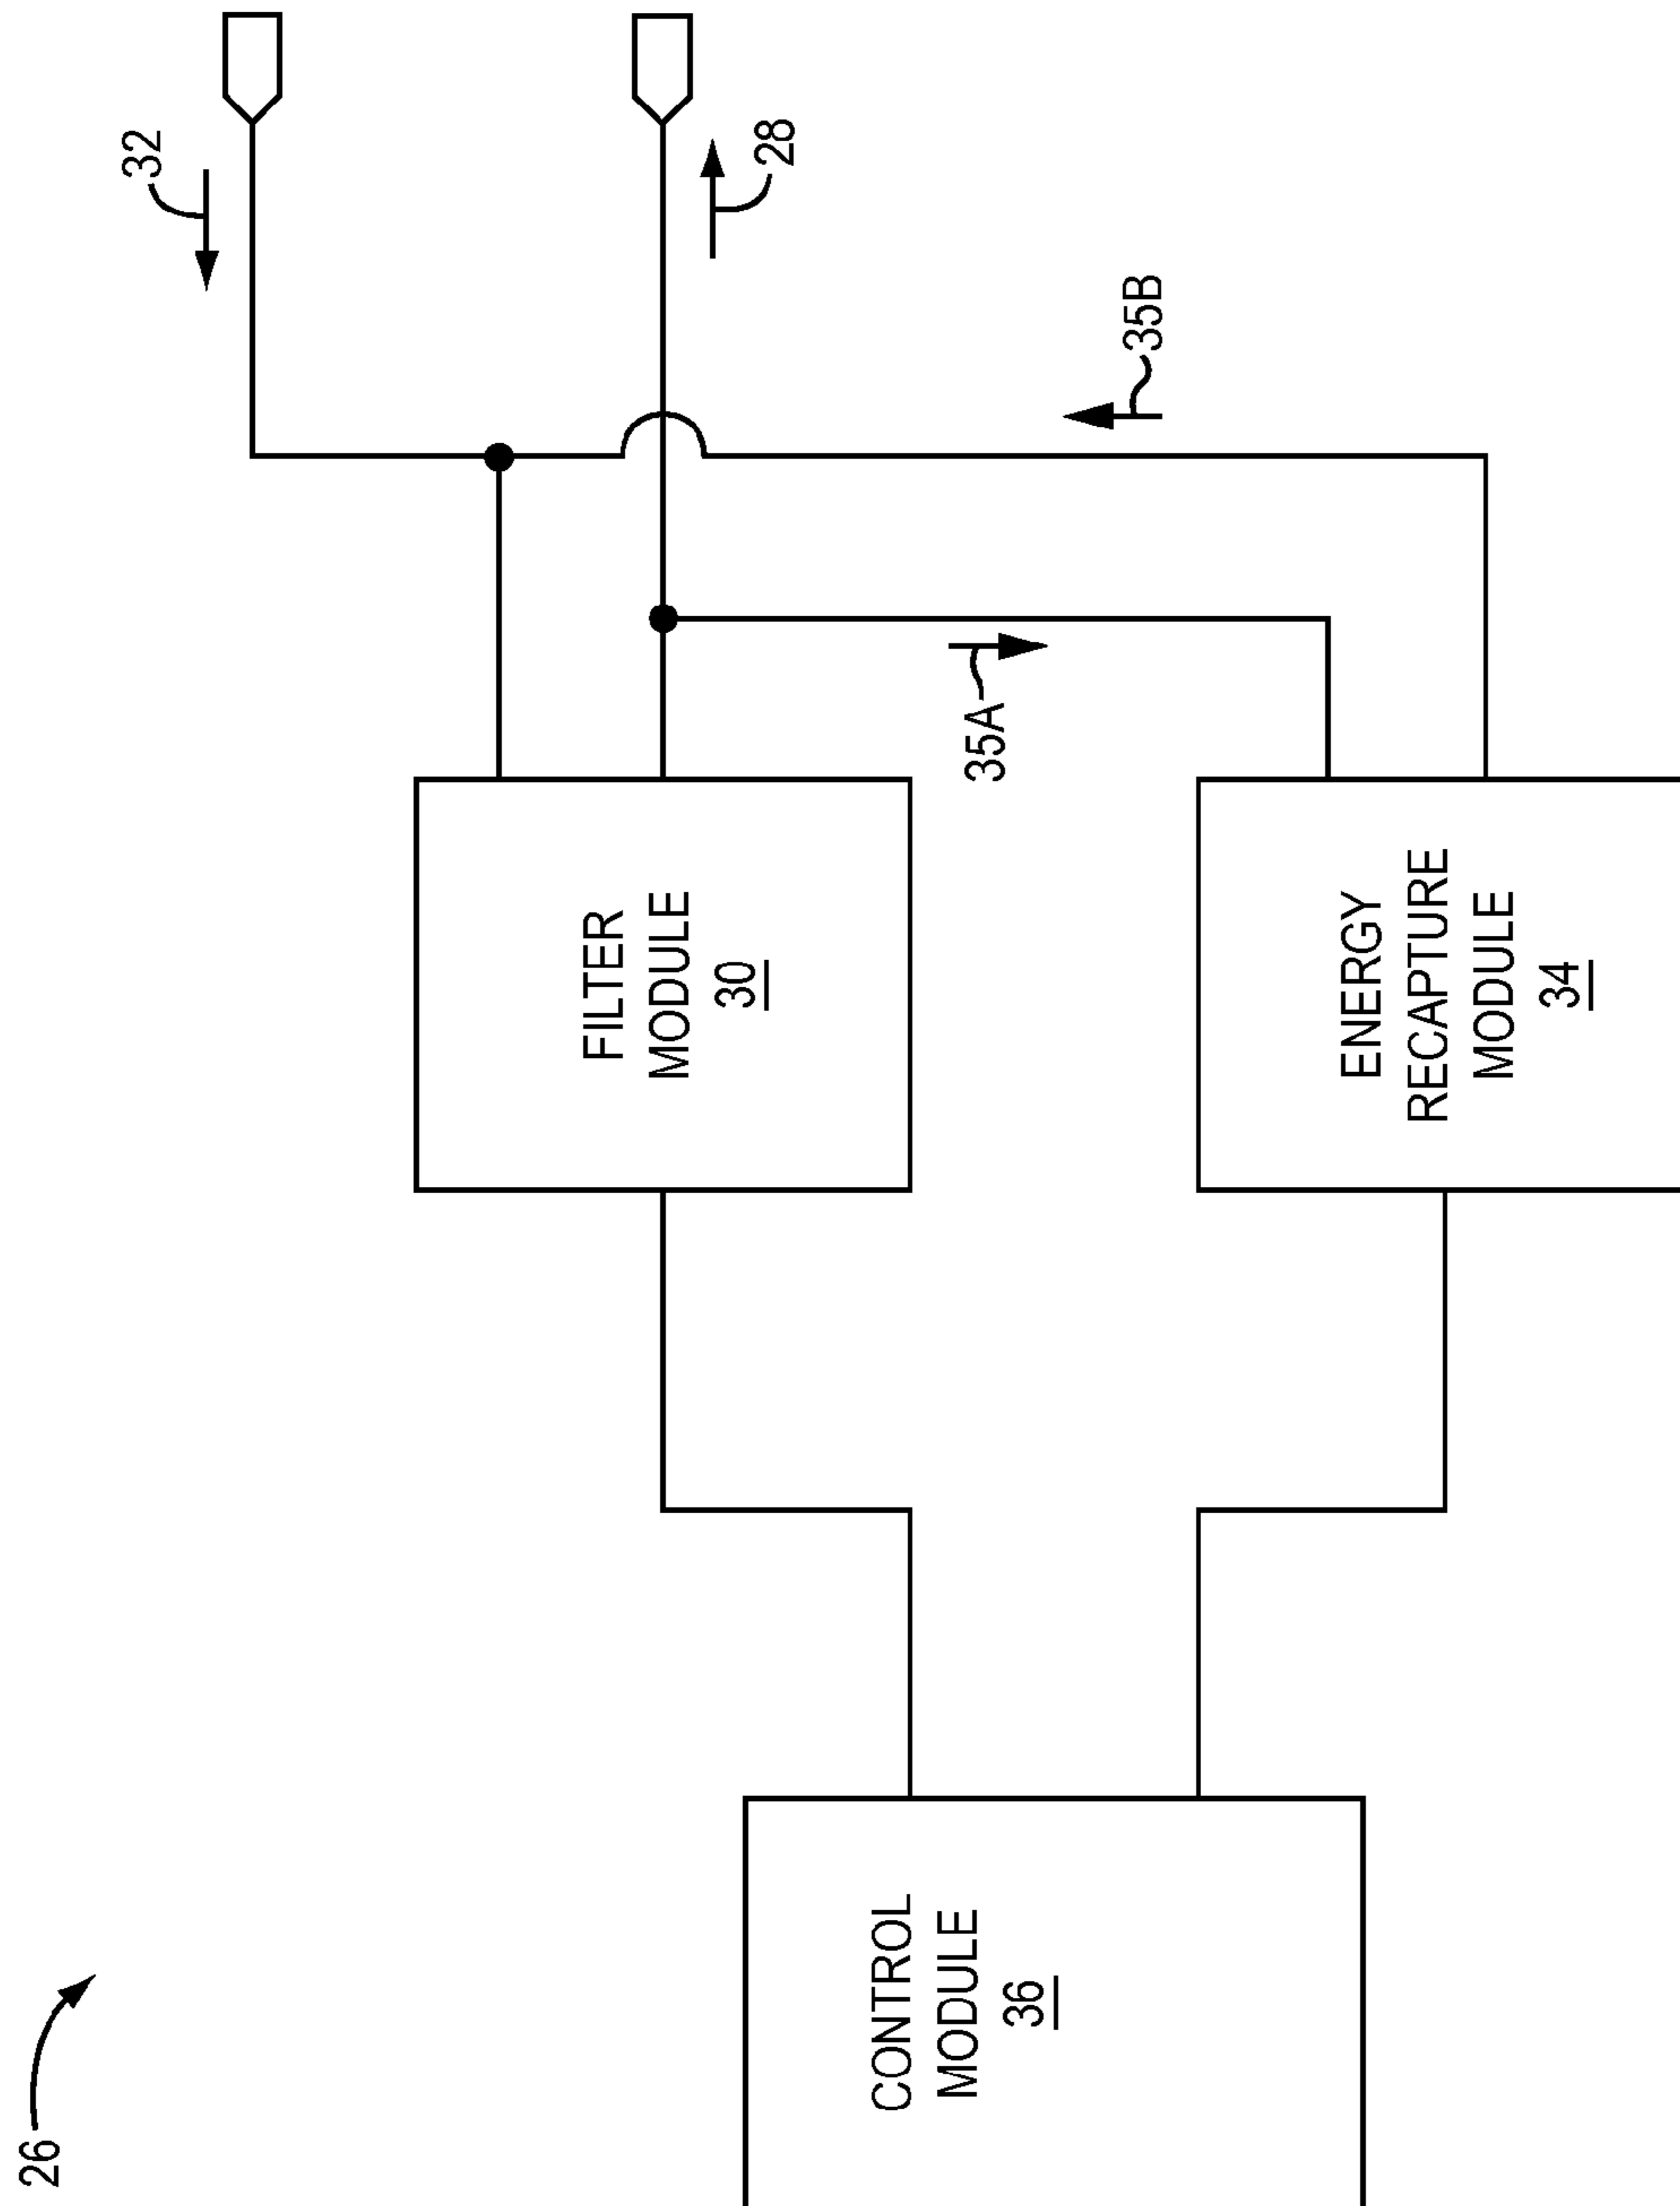 26
32
28
35B
35A
FILTER
MODULE
30
ENERGY
RECAPTURE
MODULE
34
CONTROL
MODULE
36